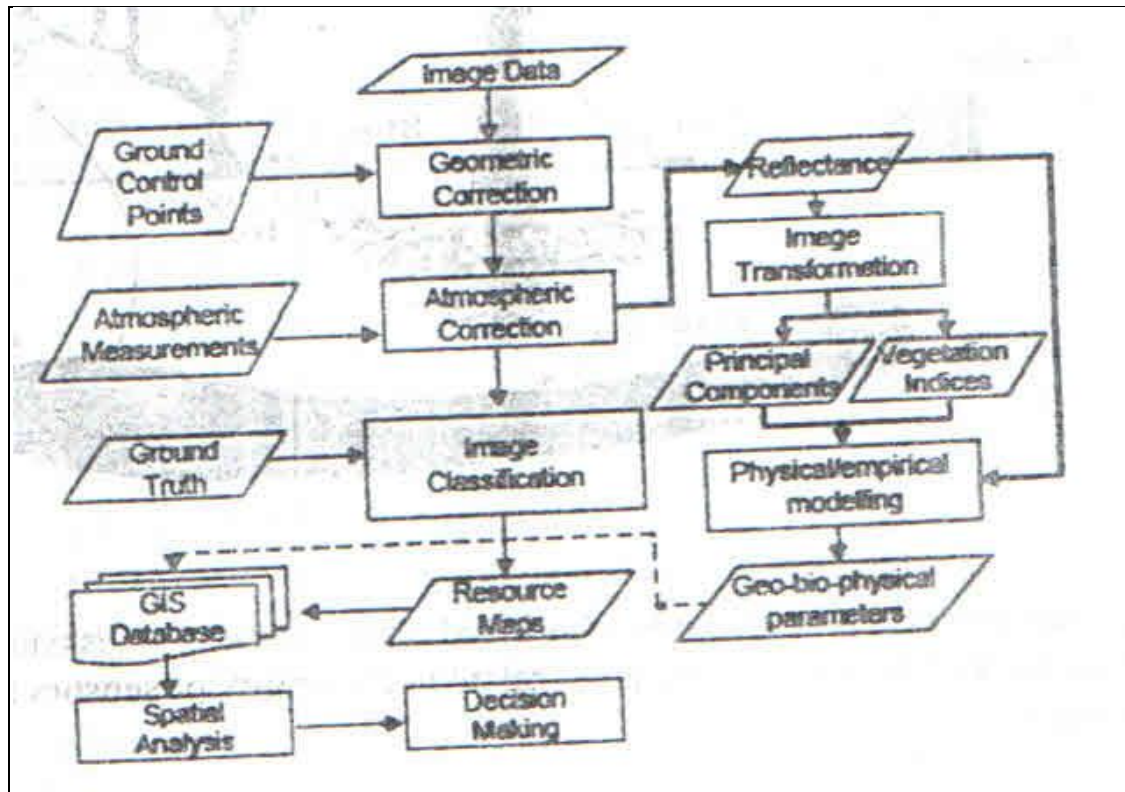 Image Data
Ground
Control
Points
Geometric
Correction
Reflectance
Image
Transformetion
Atmospheric
Measurements
Atmospheric
Correction
Principal
Components
Vegetation
Indices
Ground
Truth
Image
Classification
Physical/empirical
modelling
GIS
Database
Resource
Maps
Geo-bio-physical
parameters
Spatial
Analysis
Decision
Making